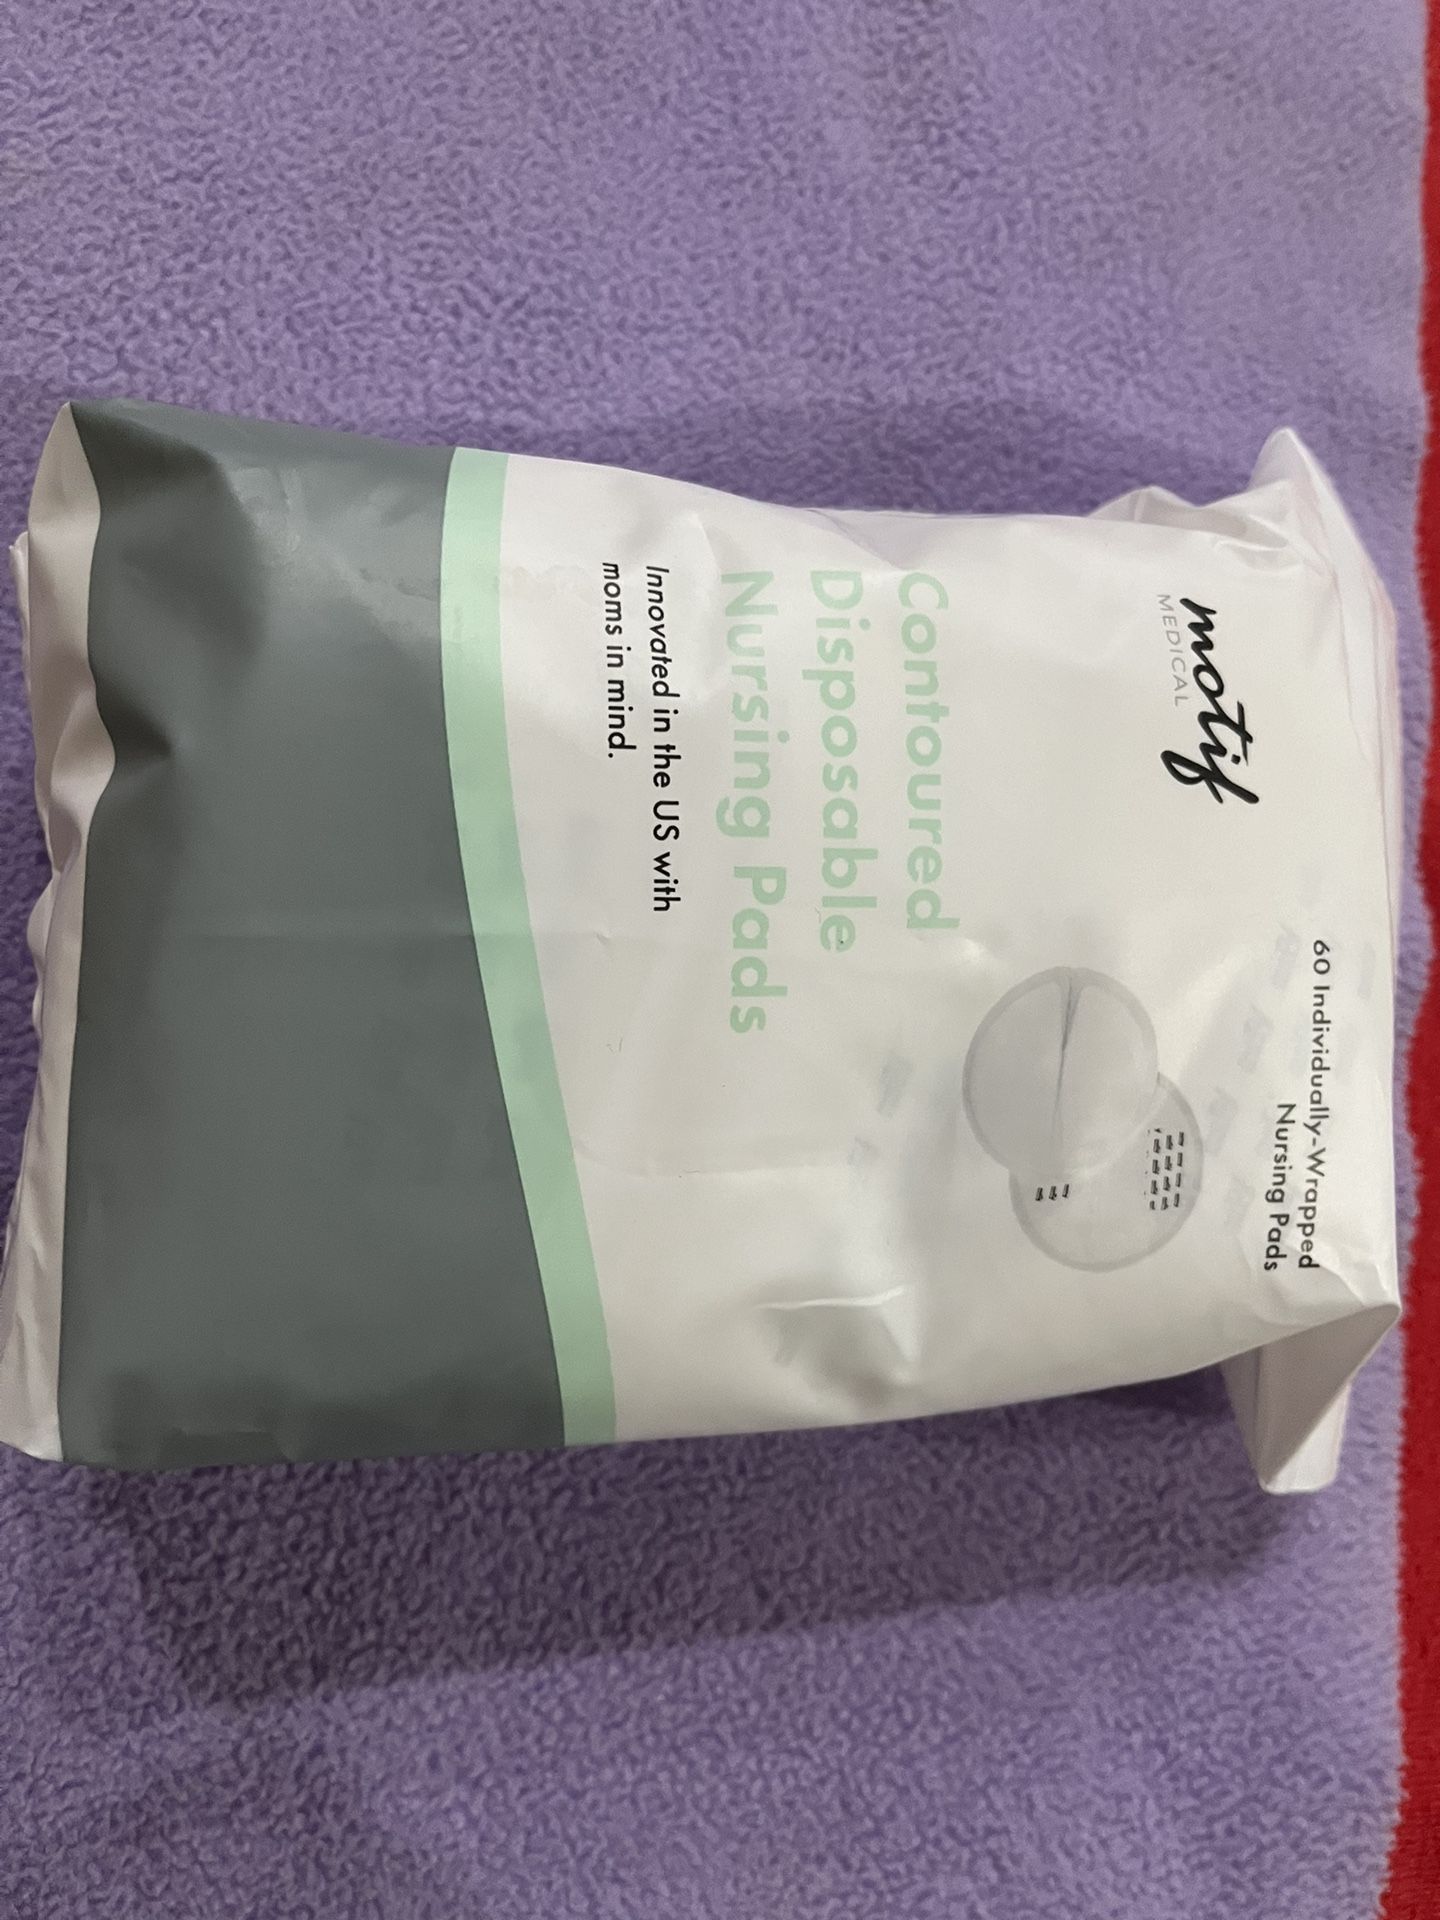 motif
MEDICAL
60 Individually-Wrapped
Nursing Pads
Contoured
Disposable
Nursing Pads
Innovated in the US with
moms in mind.